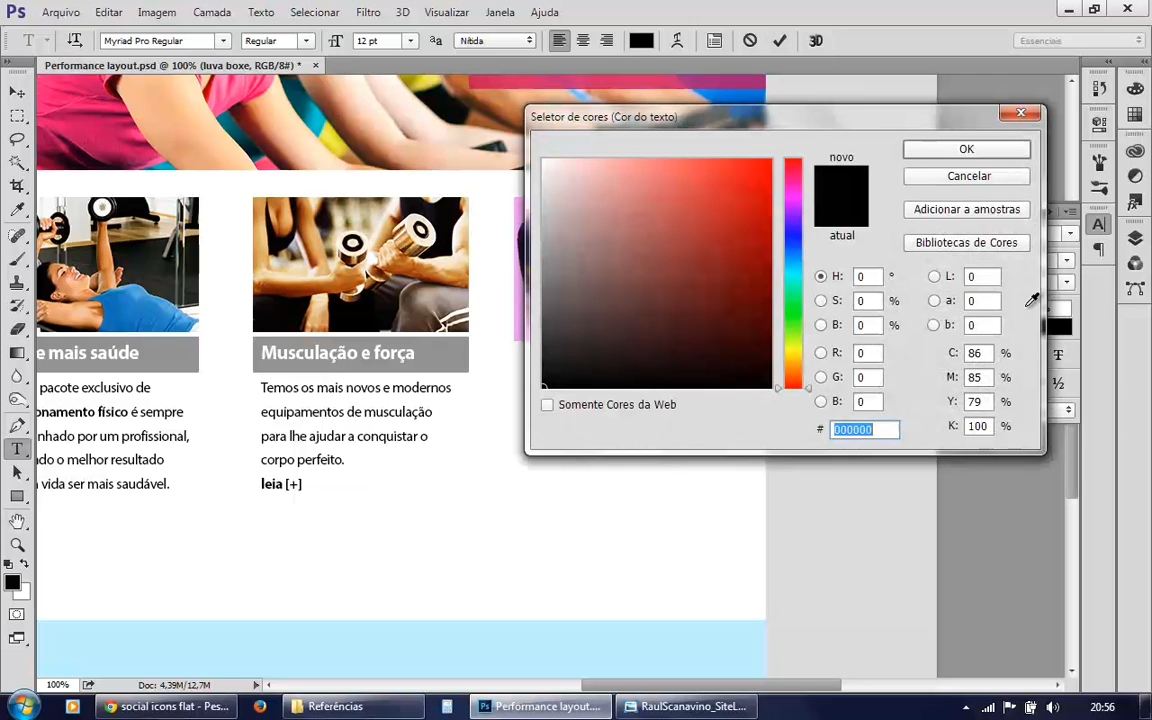 Ps Arquivo Editar Imagem Camada Texto Selecionar Filtro 3D Visualizar Janela Ajuda
T Myriad Pro Regular Regular 12 pt aa Nítida 3D Essenciais
Performance layout.psd @ 100% (luva boxe, RGB/8#) * ×
Seletor de cores (Cor do texto)
novo
atual
OK
Cancelar
Adicionar a amostras
Bibliotecas de Cores
H: 0 ° L: 0
S: 0 % a: 0
B: 0 % b: 0
R: 0 C: 86 %
G: 0 M: 85 %
B: 0 Y: 79 %
# 000000 K: 100 %
Somente Cores da Web
e mais saúde
pacote exclusivo de
onamento físico é sempre
nhado por um profissional,
do o melhor resultado
vida ser mais saudável.
Musculação e força
Temos os mais novos e modernos
equipamentos de musculação
para lhe ajudar a conquistar o
corpo perfeito.
leia [+]
100% Doc: 4,39M/12,7M
social icons flat - Pes... Referências Performance layout.... RaulScanavino_SiteL... 20:56